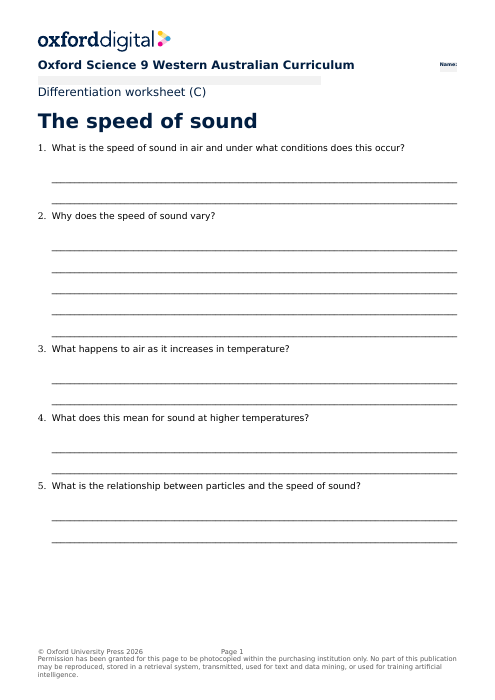 oxforddigital
Oxford Science 9 Western Australian Curriculum
Name:
Differentiation worksheet (C)
The speed of sound
1. What is the speed of sound in air and under what conditions does this occur?
2. Why does the speed of sound vary?
3. What happens to air as it increases in temperature?
4. What does this mean for sound at higher temperatures?
5. What is the relationship between particles and the speed of sound?
© Oxford University Press 2026 Page 1
Permission has been granted for this page to be photocopied within the purchasing institution only. No part of this publication
may be reproduced, stored in a retrieval system, transmitted, used for text and data mining, or used for training artificial
intelligence.